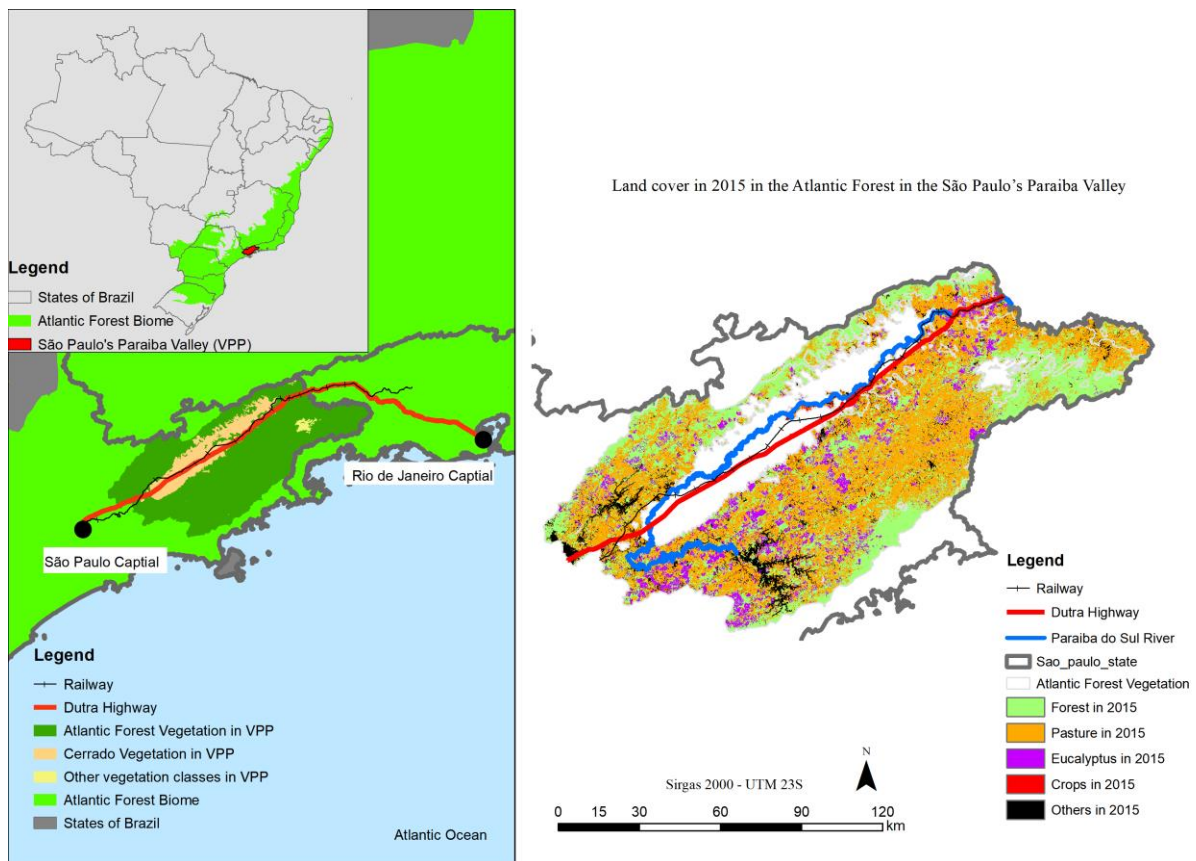 Legend
States of Brazil
Atlantic Forest Biome
São Paulo's Paraiba Valley (VPP)
Rio de Janeiro Captial
São Paulo Captial
Legend
Railway
Dutra Highway
Atlantic Forest Vegetation in VPP
Cerrado Vegetation in VPP
Other vegetation classes in VPP
Atlantic Forest Biome
States of Brazil
Atlantic Ocean
Land cover in 2015 in the Atlantic Forest in the São Paulo's Paraiba Valley
Legend
Railway
Dutra Highway
Paraiba do Sul River
Sao_paulo_state
Atlantic Forest Vegetation
Forest in 2015
Pasture in 2015
Eucalyptus in 2015
Crops in 2015
Others in 2015
N
Sirgas 2000 - UTM 23S
0 15 30 60 90 120
km